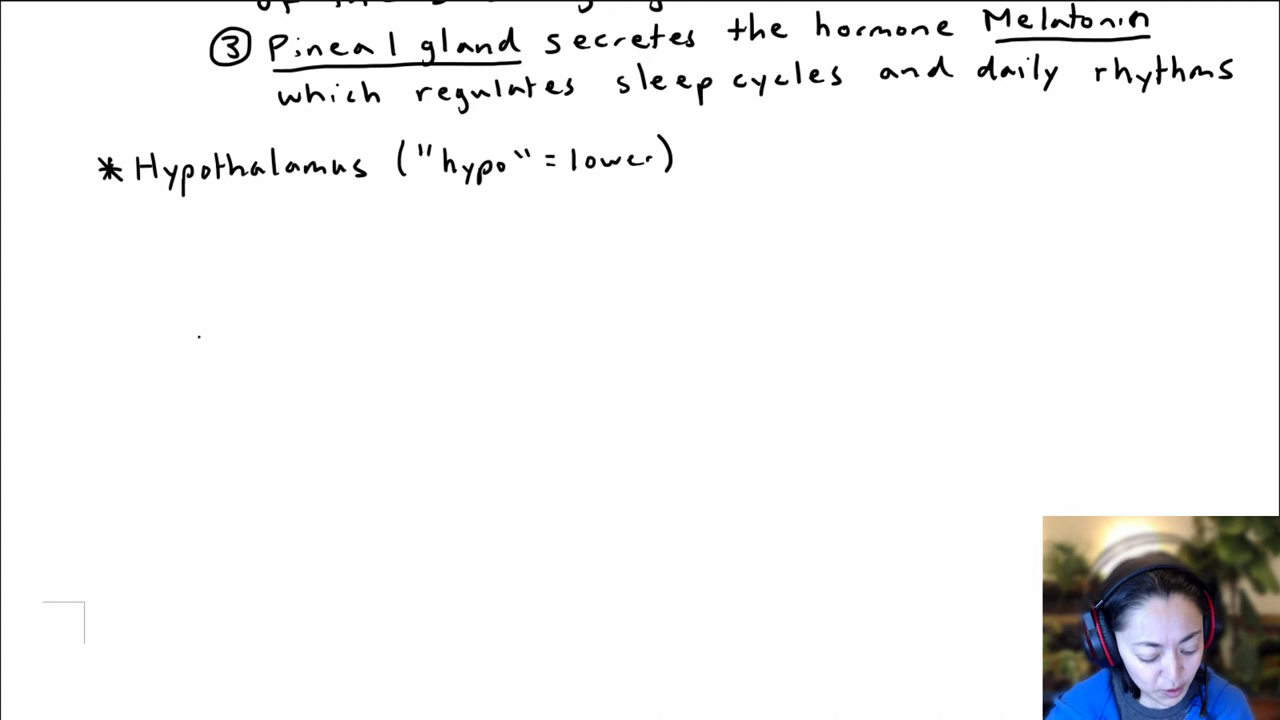 ③ Pineal gland secretes the hormone Melatonin
which regulates sleep cycles and daily rhythms
* Hypothalamus ("hypo" = lower)